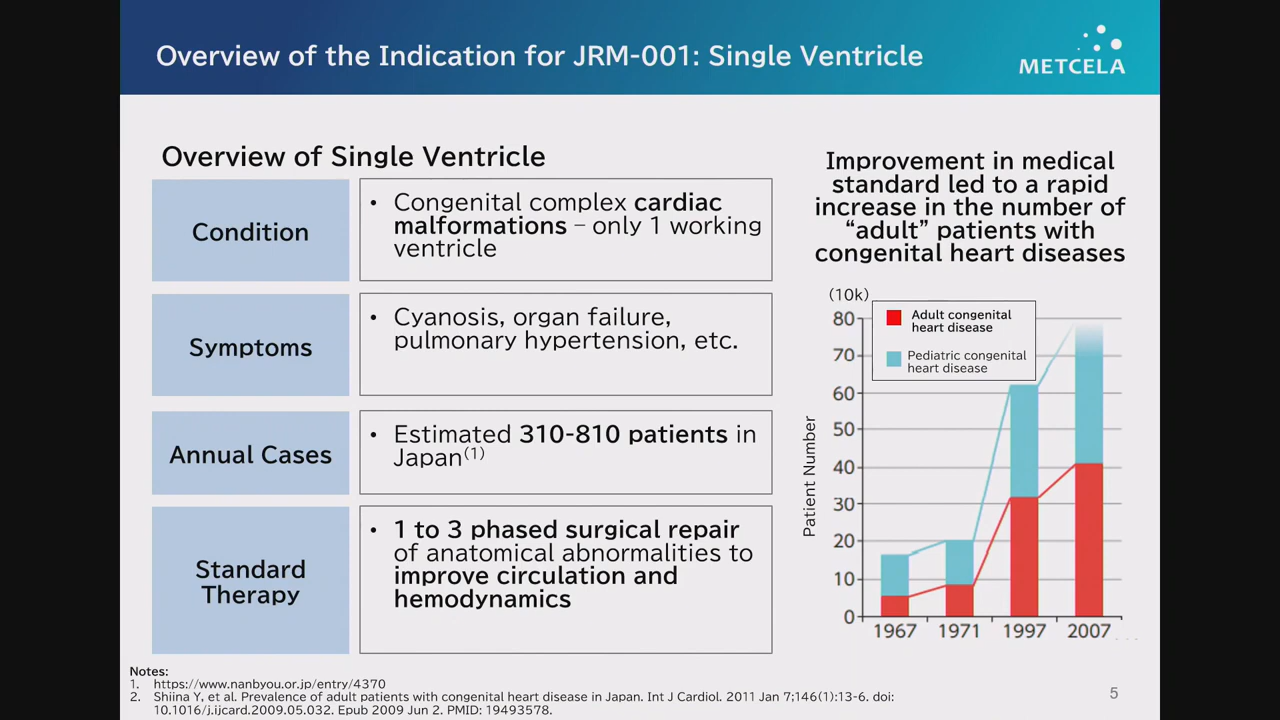 Overview of the Indication for JRM-001: Single Ventricle
METCELA
Overview of Single Ventricle
Condition
• Congenital complex cardiac
malformations – only 1 working
ventricle
Symptoms
• Cyanosis, organ failure,
pulmonary hypertension, etc.
Annual Cases
• Estimated 310-810 patients in
Japan(1)
Standard
Therapy
• 1 to 3 phased surgical repair
of anatomical abnormalities to
improve circulation and
hemodynamics
Improvement in medical
standard led to a rapid
increase in the number of
“adult” patients with
congenital heart diseases
(10k)
Adult congenital
heart disease
Pediatric congenital
heart disease
80
70
60
50
40
30
20
10
0
Patient Number
1967 1971 1997 2007
Notes:
1. https://www.nanbyou.or.jp/entry/4370
2. Shiina Y, et al. Prevalence of adult patients with congenital heart disease in Japan. Int J Cardiol. 2011 Jan 7;146(1):13-6. doi:
10.1016/j.ijcard.2009.05.032. Epub 2009 Jun 2. PMID: 19493578.
5